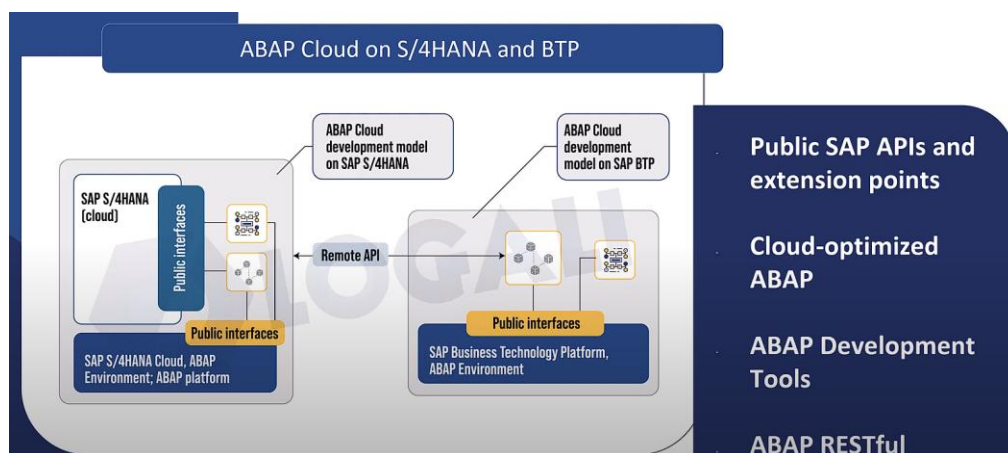 ABAP Cloud on S/4HANA and BTP
ABAP Cloud
development model
on SAP S/4HANA
ABAP Cloud
development
model on SAP BTP
SAP S/4HANA
(cloud)
Public interfaces
Remote API
Public interfaces
SAP S/4HANA Cloud, ABAP
Environment; ABAP platform
Public interfaces
SAP Business Technology Platform,
ABAP Environment
LOGALI
Public SAP APIs and
extension points
Cloud-optimized
ABAP
ABAP Development
Tools
ABAP RESTful